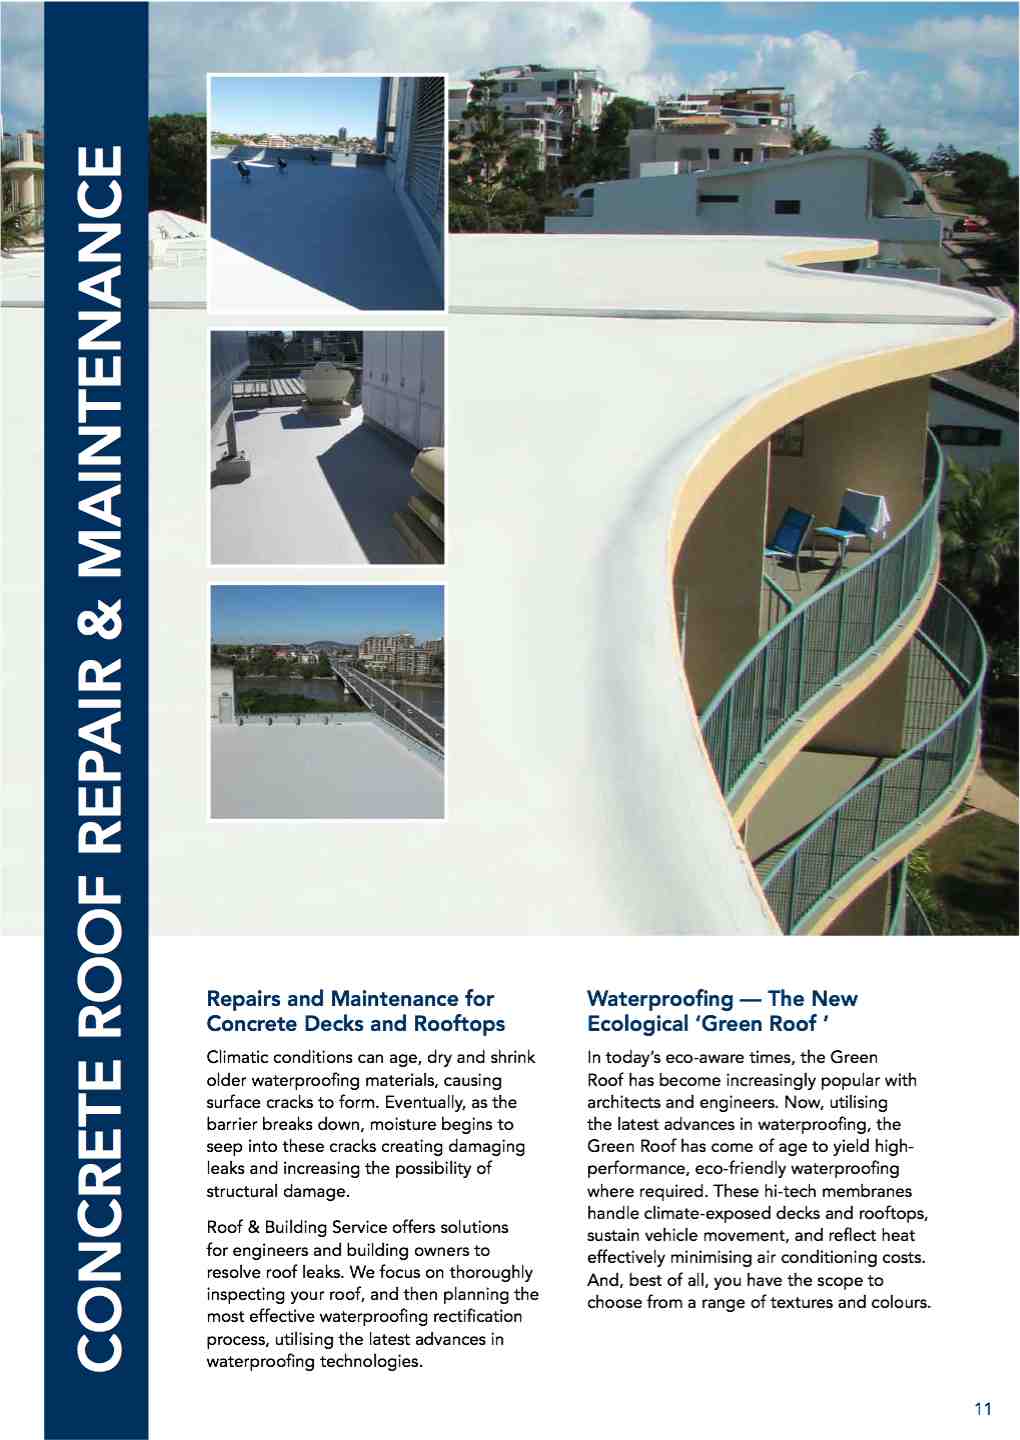 CONCRETE ROOF REPAIR & MAINTENANCE
Repairs and Maintenance for
Concrete Decks and Rooftops
Climatic conditions can age, dry and shrink
older waterproofing materials, causing
surface cracks to form. Eventually, as the
barrier breaks down, moisture begins to
seep into these cracks creating damaging
leaks and increasing the possibility of
structural damage.
Roof & Building Service offers solutions
for engineers and building owners to
resolve roof leaks. We focus on thoroughly
inspecting your roof, and then planning the
most effective waterproofing rectification
process, utilising the latest advances in
waterproofing technologies.
Waterproofing — The New
Ecological ‘Green Roof ’
In today’s eco-aware times, the Green
Roof has become increasingly popular with
architects and engineers. Now, utilising
the latest advances in waterproofing, the
Green Roof has come of age to yield high-
performance, eco-friendly waterproofing
where required. These hi-tech membranes
handle climate-exposed decks and rooftops,
sustain vehicle movement, and reflect heat
effectively minimising air conditioning costs.
And, best of all, you have the scope to
choose from a range of textures and colours.
11